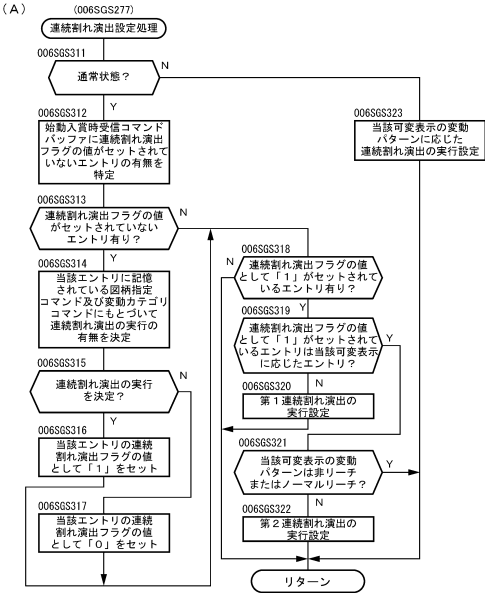 (A)
(006SGS277)
連続割れ演出設定処理
006SGS311
通常状態?
N
Y
006SGS312
始動入賞時受信コマンド
バッファに連続割れ演出
フラグの値がセットされて
いないエントリの有無を
特定
006SGS313
連続割れ演出フラグの値
がセットされていない
エントリ有り?
N
Y
006SGS314
当該エントリに記憶
されている図柄指定
コマンド及び変動カテゴリ
コマンドにもとづいて
連続割れ演出の実行の
有無を決定
006SGS315
連続割れ演出の実行
を決定?
N
Y
006SGS316
当該エントリの連続
割れ演出フラグの値
として「1」をセット
006SGS317
当該エントリの連続
割れ演出フラグの値
として「0」をセット
006SGS323
当該可変表示の変動
パターンに応じた
連続割れ演出の実行設定
006SGS318
N
連続割れ演出フラグの値
として「1」がセットされて
いるエントリ有り?
Y
006SGS319
連続割れ演出フラグの値
として「1」がセットされて
いるエントリは当該可変表示
に応じたエントリ?
Y
N
006SGS320
第1連続割れ演出の
実行設定
006SGS321
当該可変表示の変動
パターンは非リーチ
またはノーマルリーチ?
Y
N
006SGS322
第2連続割れ演出の
実行設定
リターン